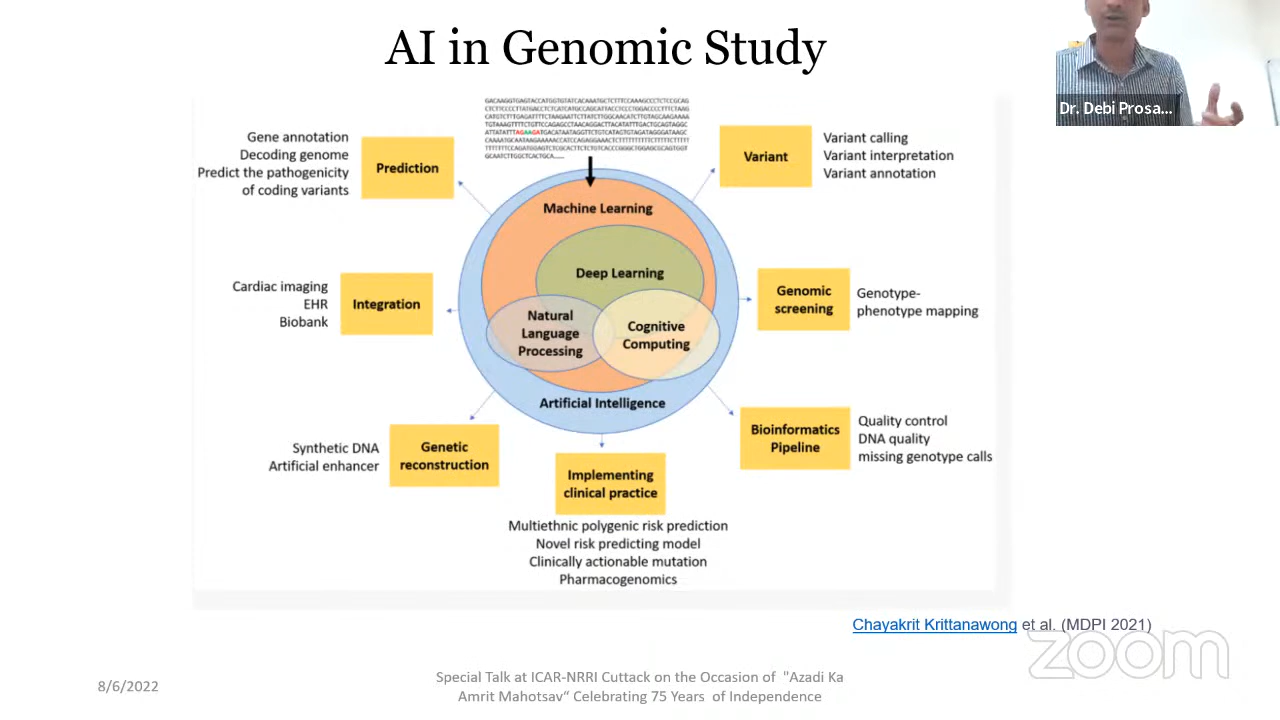 AI in Genomic Study
Dr. Debi Prosa...
Gene annotation
Decoding genome
Predict the pathogenicity
of coding variants
Prediction
Variant
Variant calling
Variant interpretation
Variant annotation
Machine Learning
Deep Learning
Natural
Language
Processing
Cognitive
Computing
Artificial Intelligence
Cardiac imaging
EHR
Biobank
Integration
Genomic
screening
Genotype-
phenotype mapping
Synthetic DNA
Artificial enhancer
Genetic
reconstruction
Bioinformatics
Pipeline
Quality control
DNA quality
missing genotype calls
Implementing
clinical practice
Multiethnic polygenic risk prediction
Novel risk predicting model
Clinically actionable mutation
Pharmacogenomics
Chayakrit Krittanawong et al. (MDPI 2021)
zoom
8/6/2022
Special Talk at ICAR-NRRI Cuttack on the Occasion of "Azadi Ka
Amrit Mahotsav“ Celebrating 75 Years of Independence